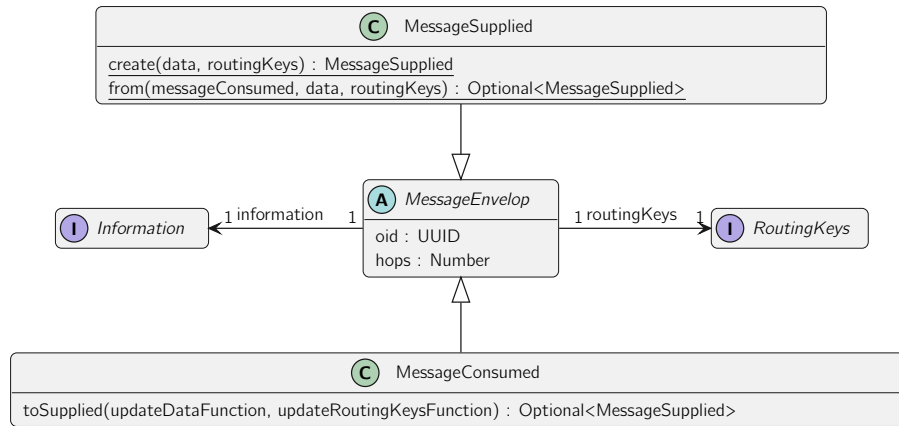 C MessageSupplied
create(data, routingKeys) : MessageSupplied
from(messageConsumed, data, routingKeys) : Optional<MessageSupplied>
A MessageEnvelop
oid : UUID
hops : Number
I Information
1 information 1
1 routingKeys 1
I RoutingKeys
C MessageConsumed
toSupplied(updateDataFunction, updateRoutingKeysFunction) : Optional<MessageSupplied>